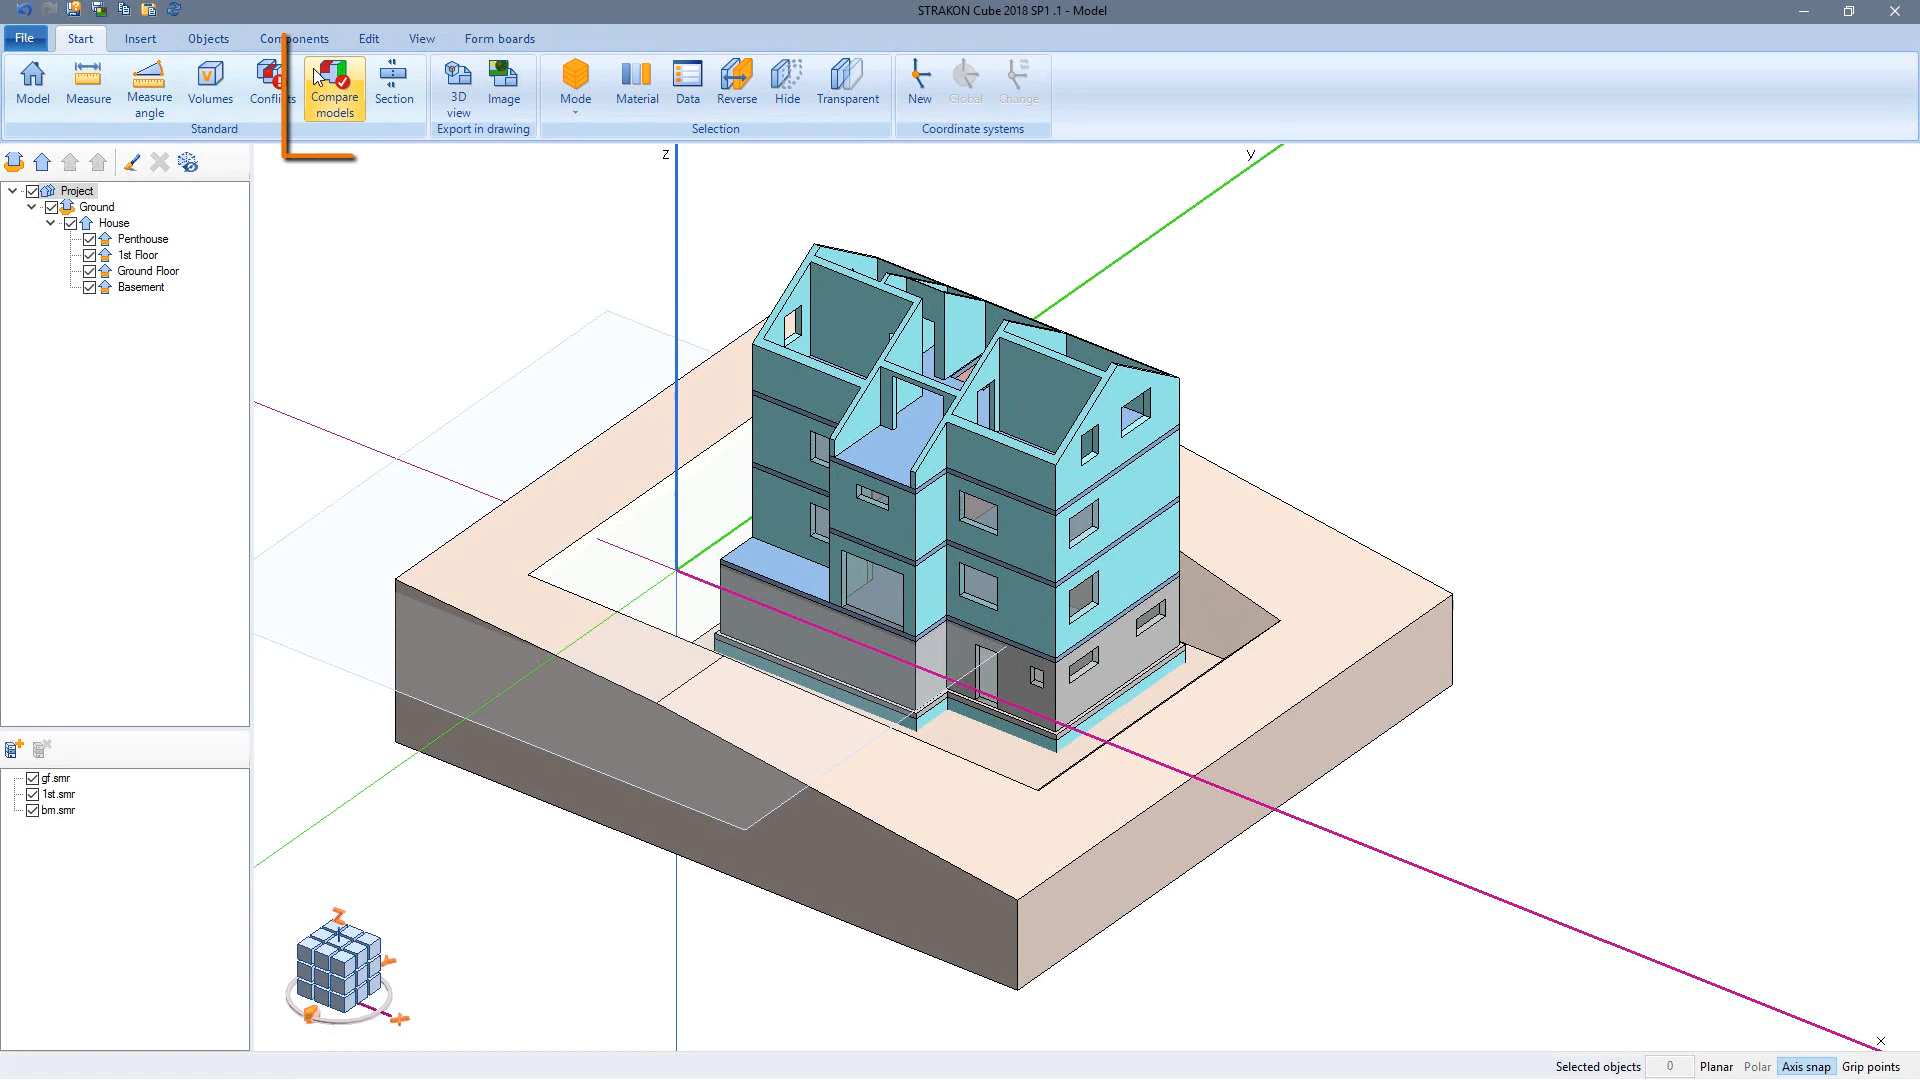 STRAKON Cube 2018 SP1 .1 - Model
File Start Insert Objects Components Edit View Form boards
Model Measure Measure angle Volumes Conflicts Compare models Section
3D view Image
Mode Material Data Reverse Hide Transparent
New Global Change
Standard Export in drawing Selection Coordinate systems
Project
Ground
House
Penthouse
1st Floor
Ground Floor
Basement
gf.smr
1st.smr
bm.smr
z
y
V
Z
Y
X
x
Selected objects 0 Planar Polar Axis snap Grip points